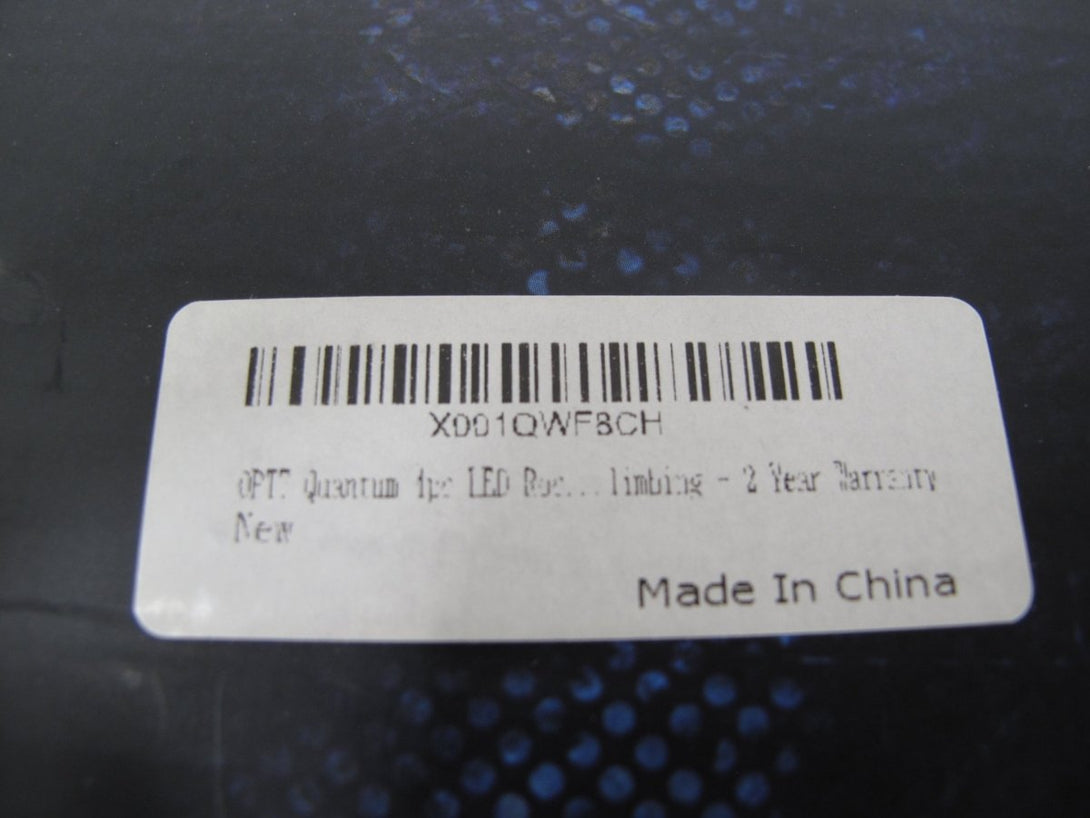 X001QWF8CH
OPT7 Quantum 4pc LED Roc...limbing - 2 Year Warranty
New
Made In China